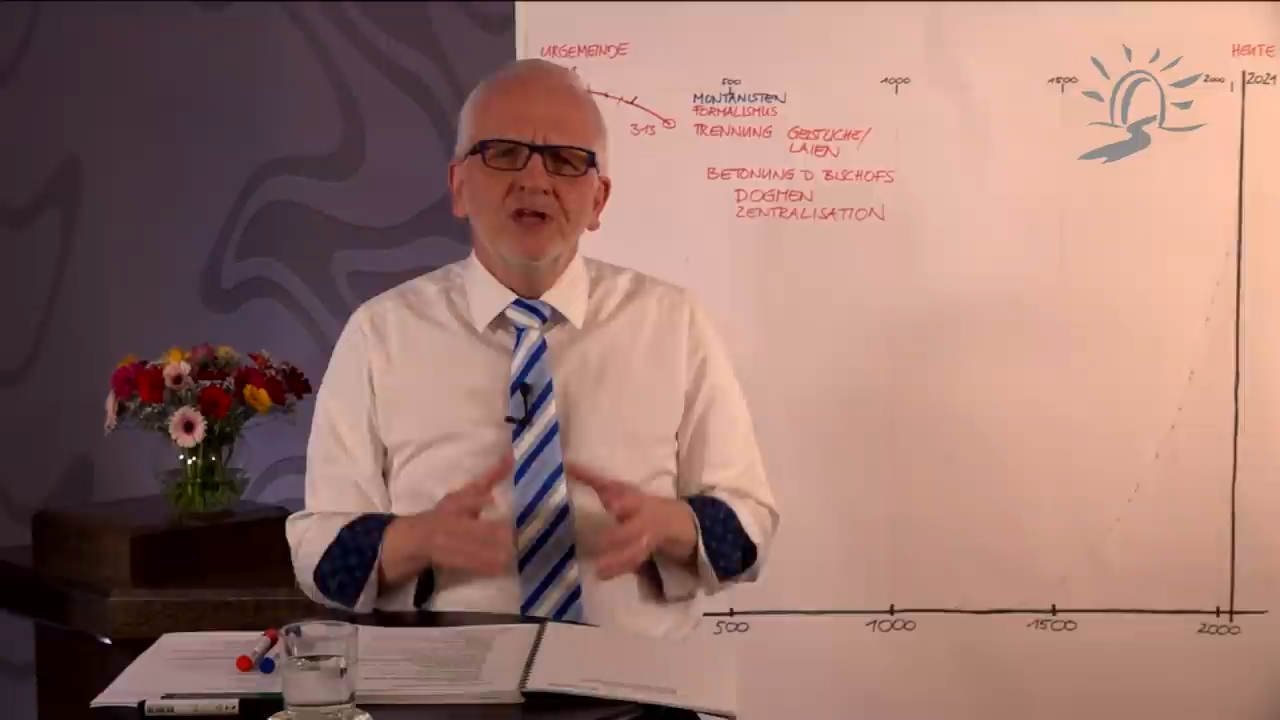 URGEMEINDE
HEUTE
500
1000
1500
2000
2021
MONTANISTEN
FORMALISMUS
313
TRENNUNG GEISTLICHE/
LAIEN
BETONUNG D. BISCHOFS
DOGMEN
ZENTRALISATION
500
1000
1500
2000